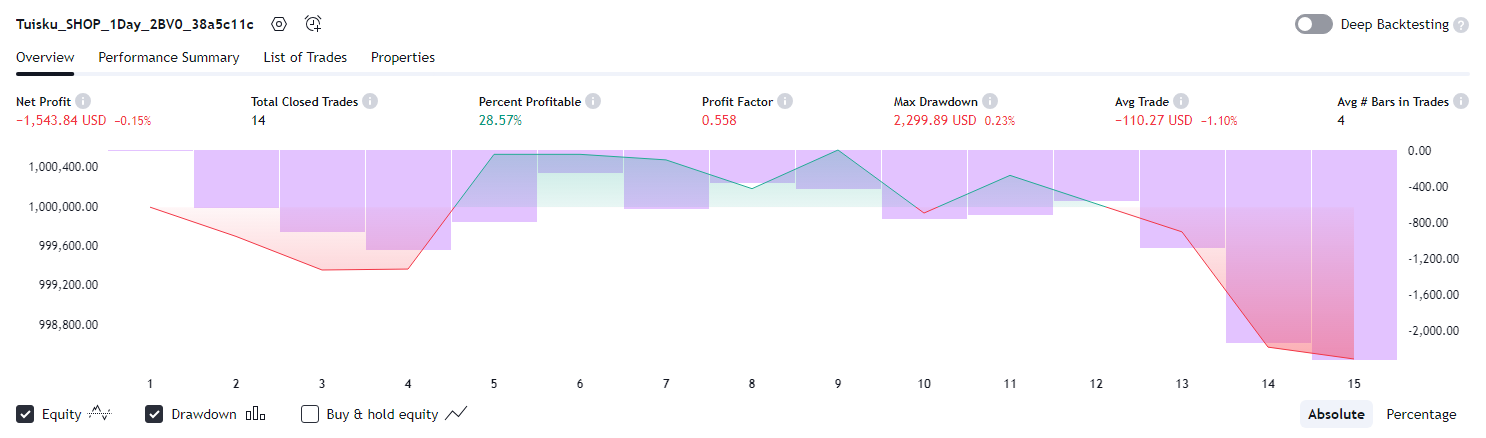 Tuisku_SHOP_1Day_2BV0_38a5c11c
Deep Backtesting ?
Overview Performance Summary List of Trades Properties
Net Profit Total Closed Trades Percent Profitable Profit Factor Max Drawdown Avg Trade Avg # Bars in Trades
−1,543.84 USD −0.15% 14 28.57% 0.558 2,299.89 USD 0.23% −110.27 USD −1.10% 4
1,000,400.00
1,000,000.00
999,600.00
999,200.00
998,800.00
0.00
-400.00
-800.00
-1,200.00
-1,600.00
-2,000.00
1 2 3 4 5 6 7 8 9 10 11 12 13 14 15
Equity Drawdown Buy & hold equity Absolute Percentage